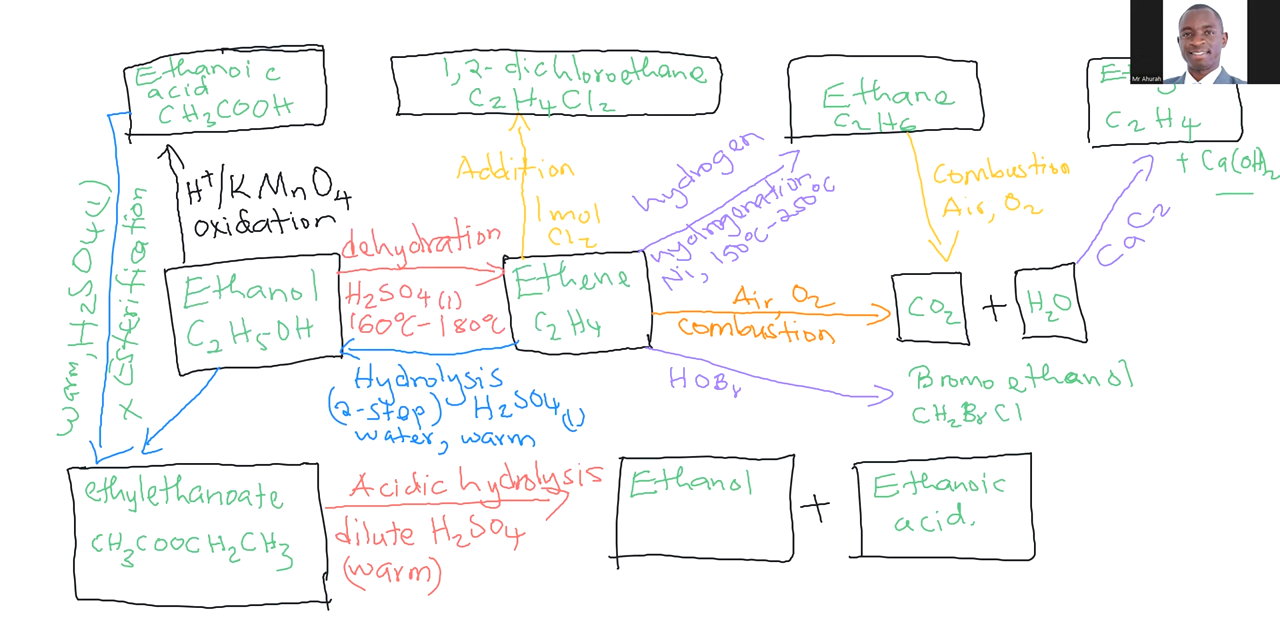 Ethanoic
acid
CH3COOH
1,2-dichloroethane
C2H4Cl2
Ethane
C2H6
Mr Ahurah
C2H4
+ Ca(OH)2
H+/KMnO4
oxidation
Addition
1mol
Cl2
hydrogen
hydrogenation
Ni, 150°C-250°C
Combustion
Air, O2
CaC2
warm, H2SO4(l)
Esterification
dehydration
H2SO4(l)
160°C-180°C
Ethanol
C2H5OH
Ethene
C2H4
Air, O2
combustion
CO2 + H2O
HOBr
Bromoethanol
CH2BrCl
Hydrolysis
(2-step) H2SO4(l)
water, warm
ethylethanoate
CH3COOCH2CH3
Acidic hydrolysis
dilute H2SO4
(warm)
Ethanol
+
Ethanoic
acid.